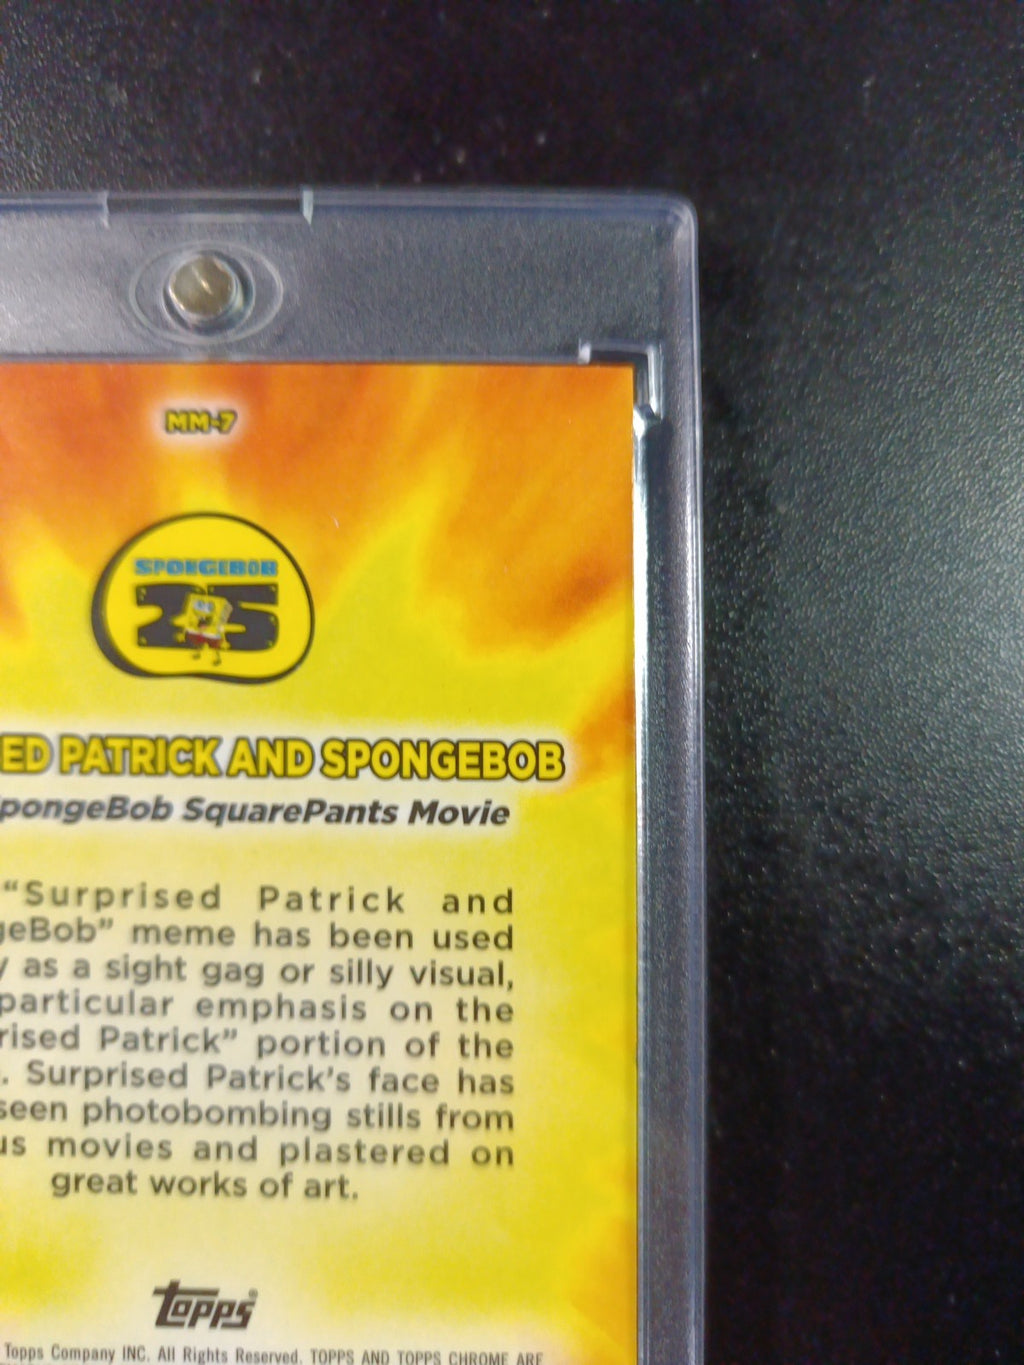 MM-7
SPONGEBOB
25
ED PATRICK AND SPONGEBOB
pongeBob SquarePants Movie
“Surprised Patrick and
geBob” meme has been used
y as a sight gag or silly visual,
particular emphasis on the
rised Patrick” portion of the
. Surprised Patrick’s face has
seen photobombing stills from
us movies and plastered on
great works of art.
topps®
Topps Company INC. All Rights Reserved. TOPPS AND TOPPS CHROME ARE